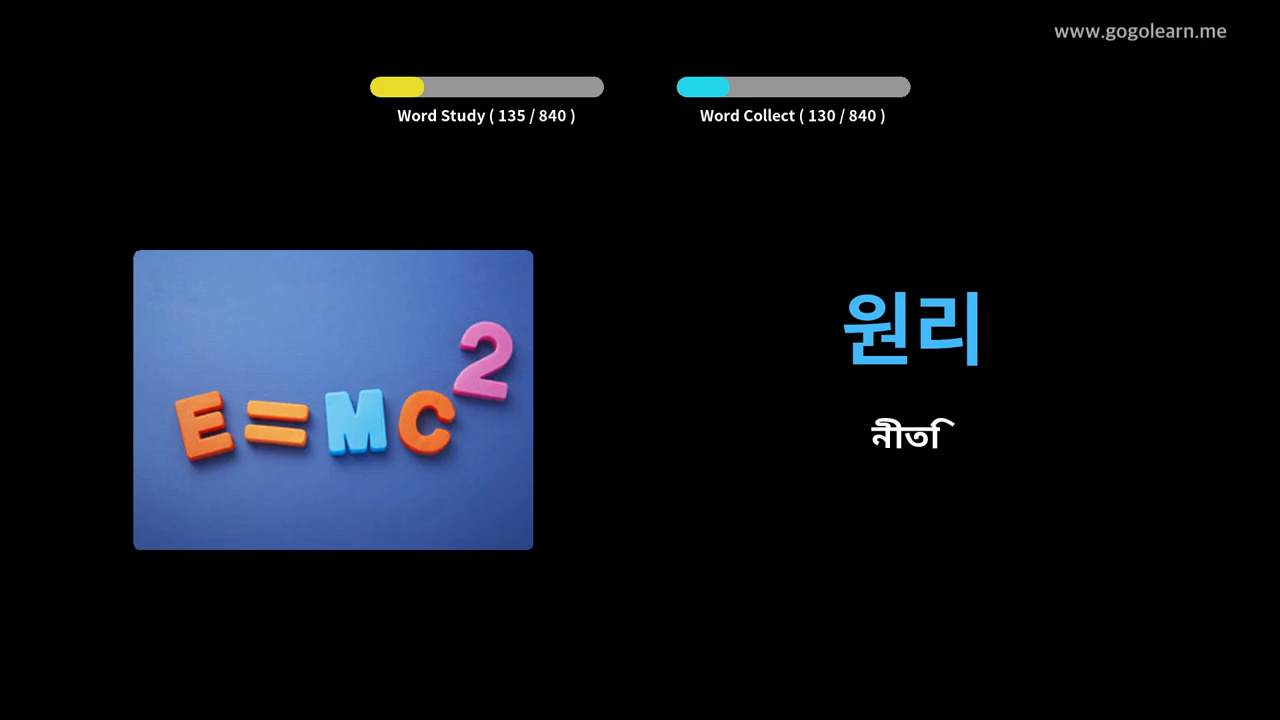 www.gogolearn.me
Word Study ( 135 / 840 )
Word Collect ( 130 / 840 )
E=MC²
원리
নীতি